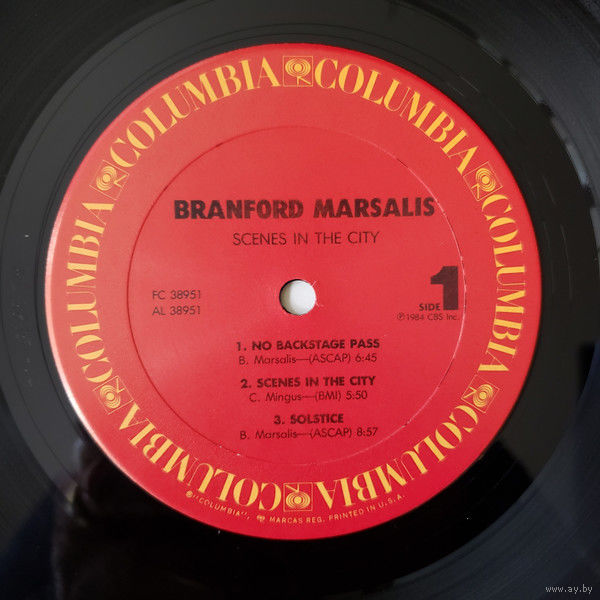 COLUMBIA COLUMBIA COLUMBIA COLUMBIA COLUMBIA COLUMBIA COLUMBIA COLUMBIA
BRANFORD MARSALIS
SCENES IN THE CITY
FC 38951
AL 38951
SIDE 1
℗1984 CBS Inc.
1. NO BACKSTAGE PASS
B. Marsalis—(ASCAP) 6:45
2. SCENES IN THE CITY
C. Mingus—(BMI) 5:50
3. SOLSTICE
B. Marsalis—(ASCAP) 8:57
"COLUMBIA", MARCAS REG. PRINTED IN U.S.A.
www.ay.by